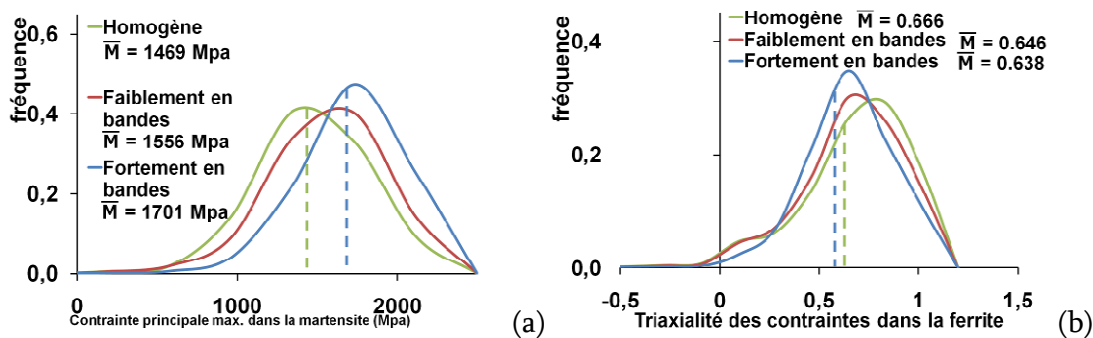 fréquence
0,6
0,4
0,2
0,0
Homogène
M = 1469 Mpa
Faiblement en
bandes
M = 1556 Mpa
Fortement en
bandes
M = 1701 Mpa
0
1000
2000
Contrainte principale max. dans la martensite (Mpa)
(a)
fréquence
0,4
0,2
0,0
Homogène M = 0.666
Faiblement en bandes M = 0.646
Fortement en bandes M = 0.638
-0,5
0
0,5
1
1,5
Triaxialité des contraintes dans la ferrite
(b)